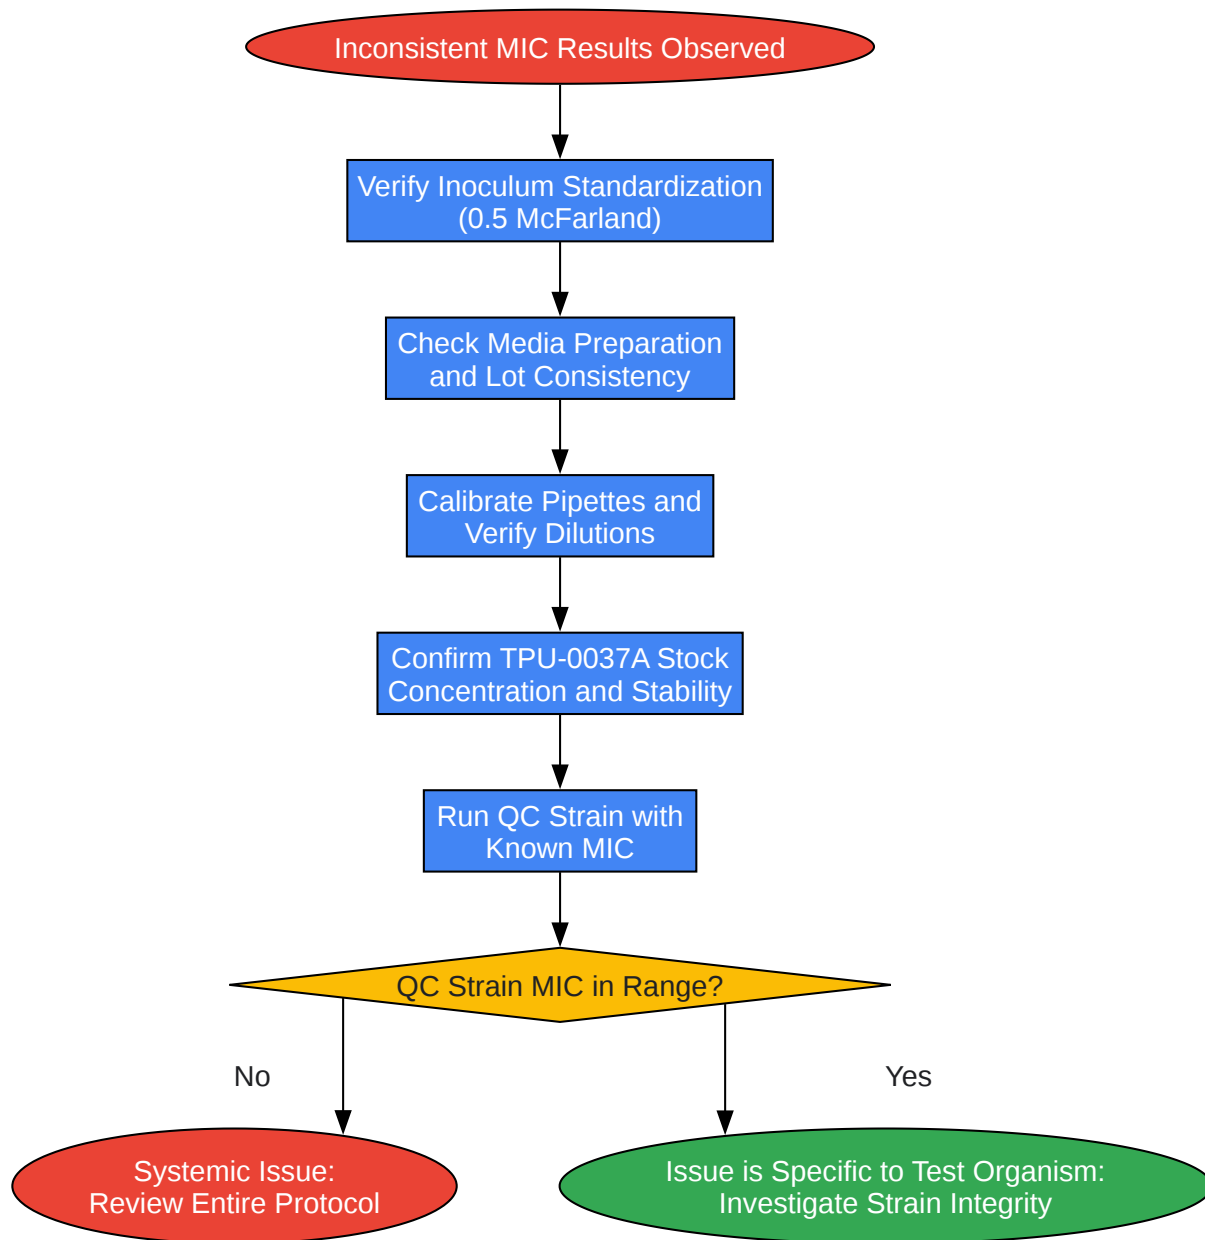 Inconsistent MIC Results Observed
Verify Inoculum Standardization
(0.5 McFarland)
Check Media Preparation
and Lot Consistency
Calibrate Pipettes and
Verify Dilutions
Confirm TPU-0037A Stock
Concentration and Stability
Run QC Strain with
Known MIC
QC Strain MIC in Range?
No
Yes
Systemic Issue:
Review Entire Protocol
Issue is Specific to Test Organism:
Investigate Strain Integrity